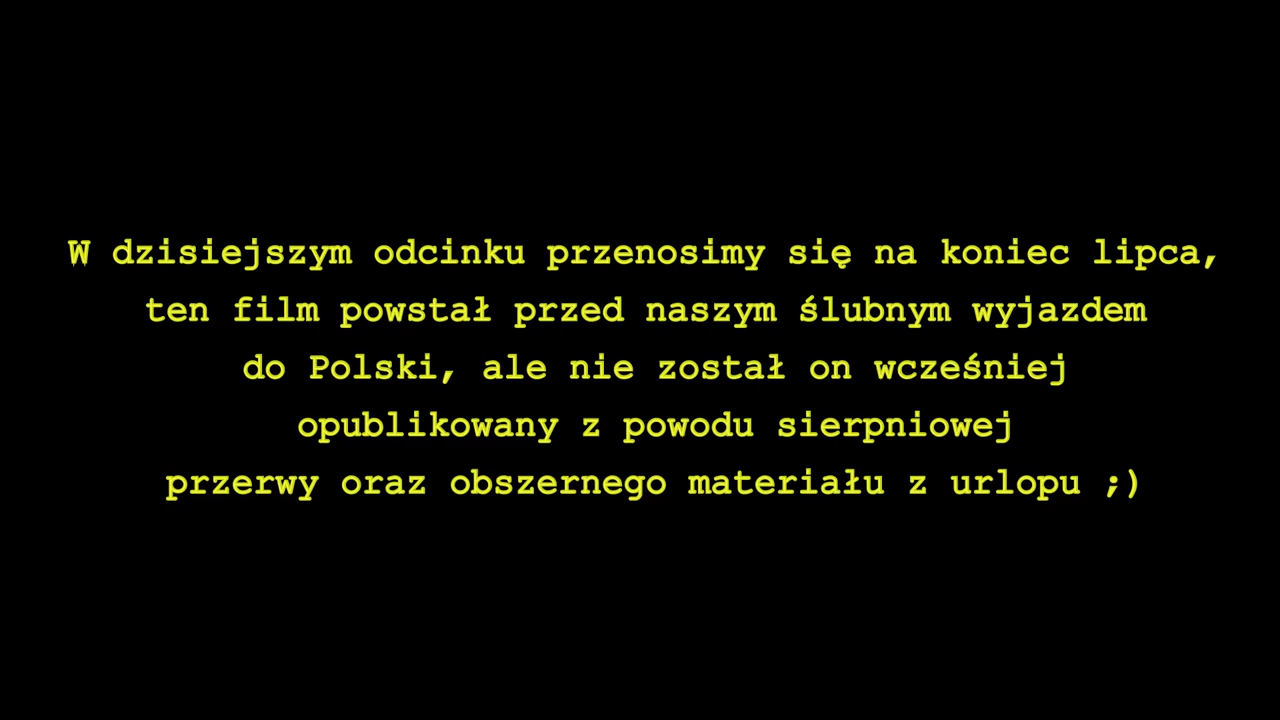 W dzisiejszym odcinku przenosimy się na koniec lipca,
ten film powstał przed naszym ślubnym wyjazdem
do Polski, ale nie został on wcześniej
opublikowany z powodu sierpniowej
przerwy oraz obszernego materiału z urlopu ;)